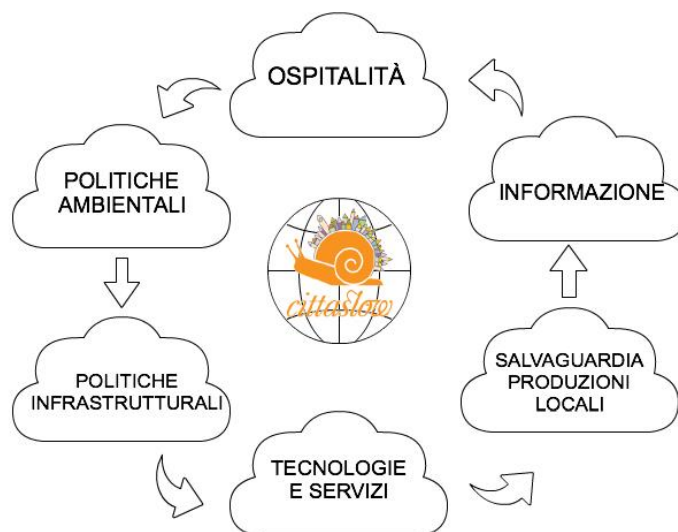 OSPITALITÀ
POLITICHE
AMBIENTALI
INFORMAZIONE
cittaslow
POLITICHE
INFRASTRUTTURALI
SALVAGUARDIA
PRODUZIONI
LOCALI
TECNOLOGIE
E SERVIZI